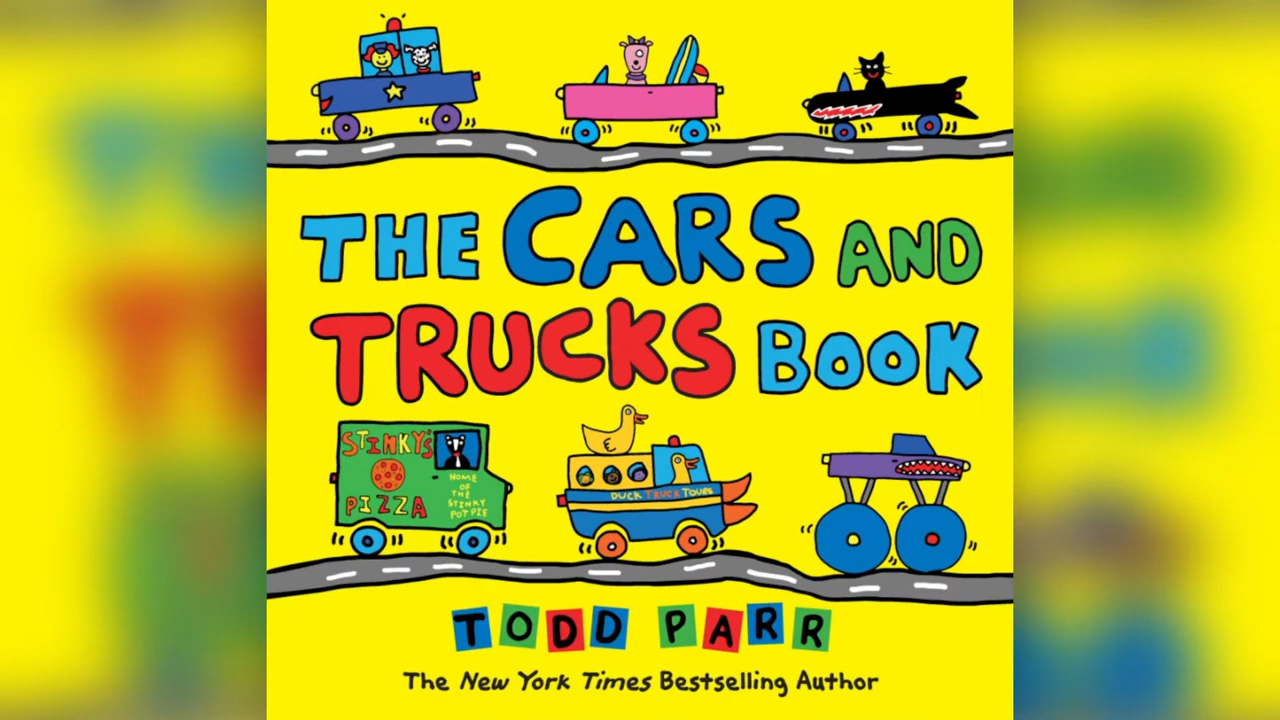 THE CARS AND
TRUCKS BOOK
STINKY'S
PIZZA
HOME
OF
THE
STINKY
POT PIE
DUCK TRUCK TOURS
TODD PARR
The New York Times Bestselling Author